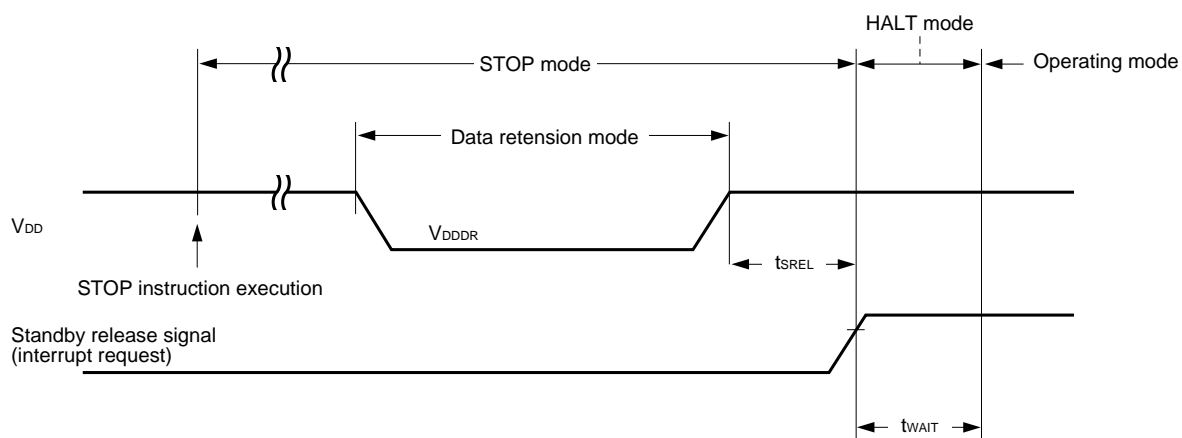 HALT mode
STOP mode
Operating mode
Data retension mode
VDD
VDDDR
tSREL
STOP instruction execution
Standby release signal
(interrupt request)
tWAIT